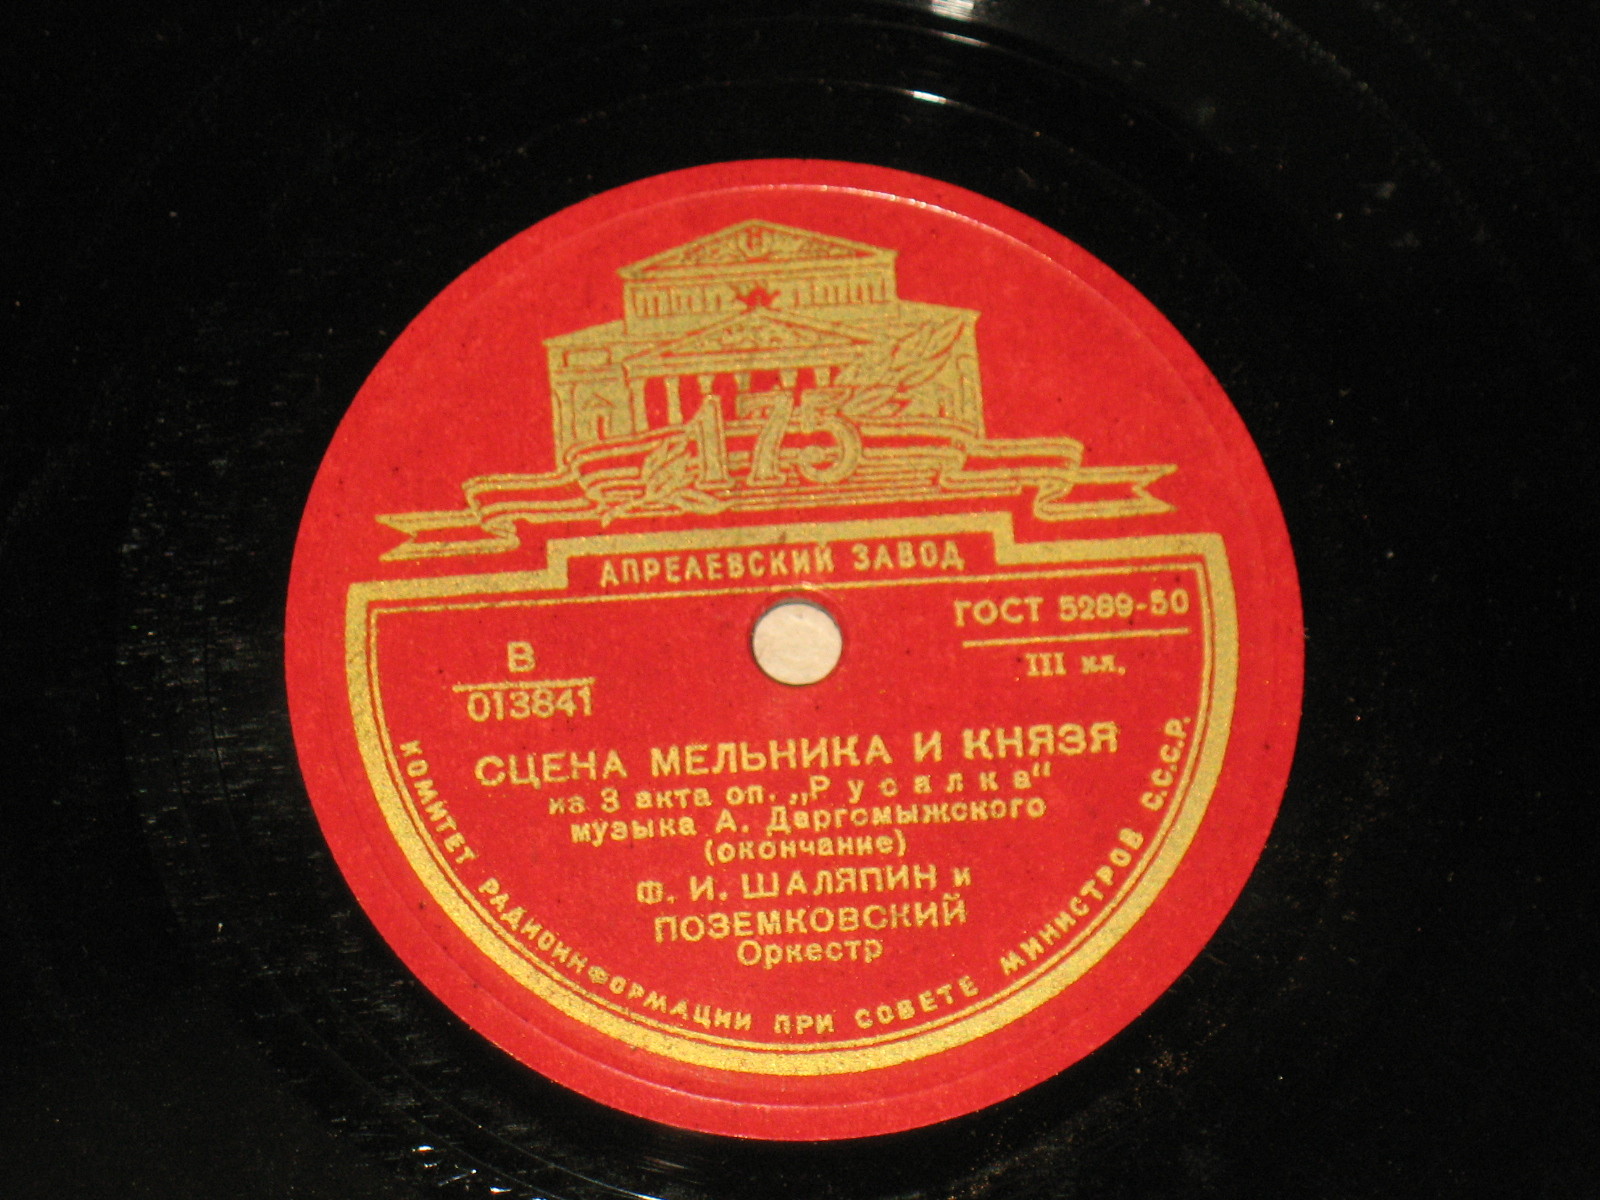 175
АПРЕЛЕВСКИЙ ЗАВОД
ГОСТ 5289-50
III кл.
В
013841
СЦЕНА МЕЛЬНИКА И КНЯЗЯ
из 3 акта оп. „Русалка“
музыка А. Даргомыжского
(окончание)
Ф. И. ШАЛЯПИН и
ПОЗЕМКОВСКИЙ
Оркестр
КОМИТЕТ РАДИОИНФОРМАЦИИ ПРИ СОВЕТЕ МИНИСТРОВ С.С.С.Р.